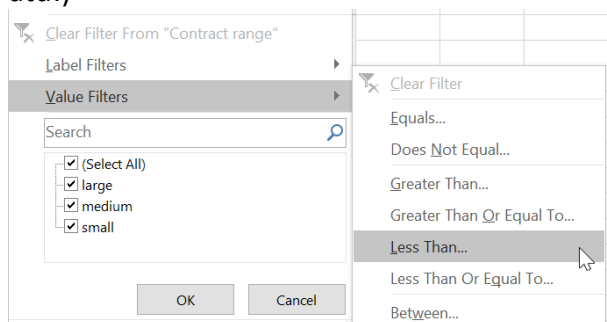 Clear Filter From "Contract range"
Label Filters
Value Filters
Search
(Select All)
large
medium
small
OK
Cancel
Clear Filter
Equals...
Does Not Equal...
Greater Than...
Greater Than Or Equal To...
Less Than...
Less Than Or Equal To...
Between...